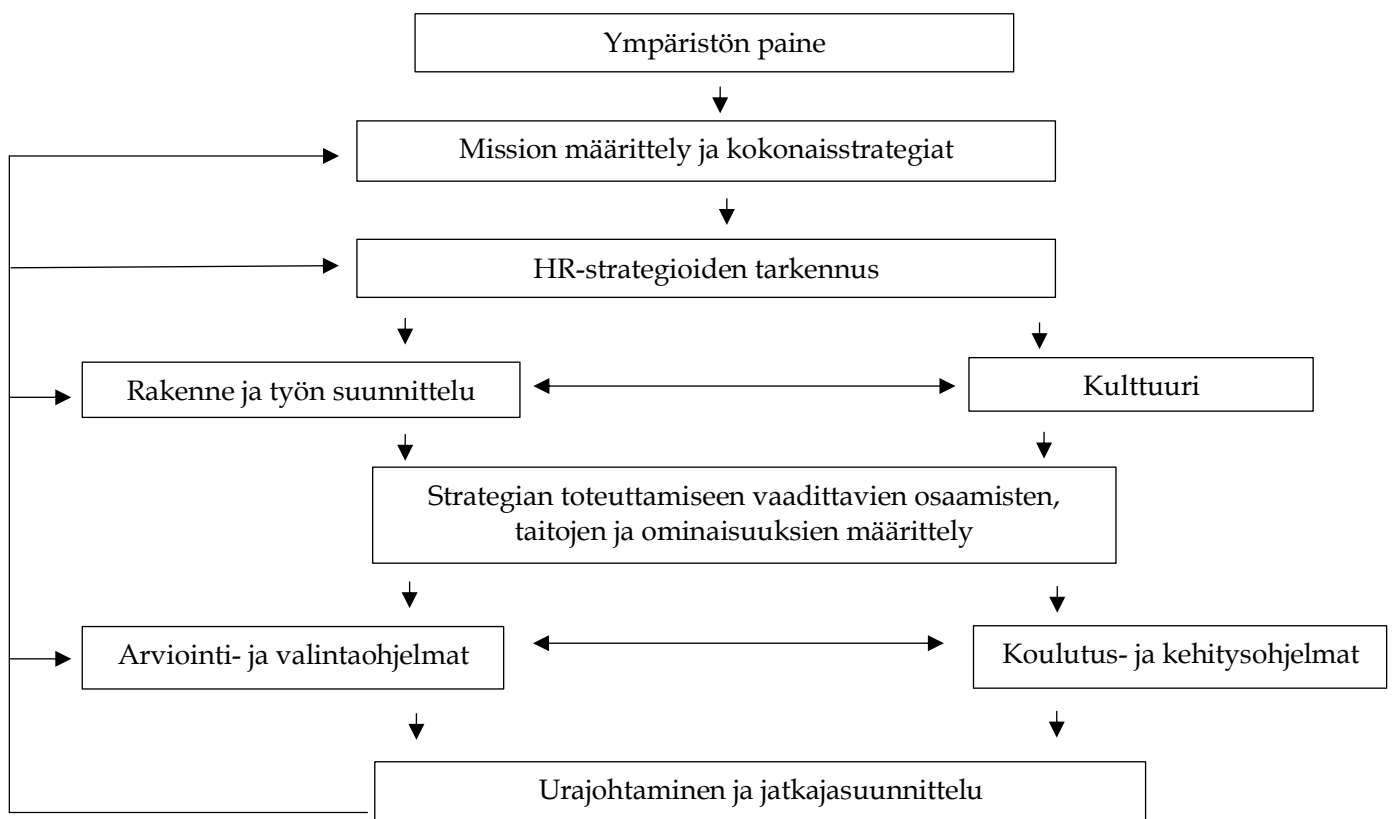 Ympäristön paine
Mission määrittely ja kokonaisstrategiat
HR-strategioiden tarkennus
Rakenne ja työn suunnittelu
Kulttuuri
Strategian toteuttamiseen vaadittavien osaamisten,
taitojen ja ominaisuuksien määrittely
Arviointi- ja valintaohjelmat
Koulutus- ja kehitysohjelmat
Urajohtaminen ja jatkajasuunnittelu